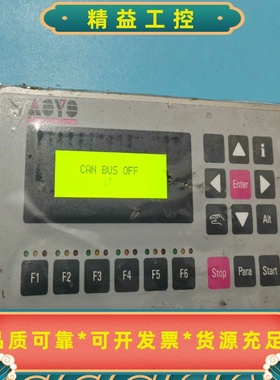 精益工控
CAN BUS OFF
i
Enter
Alt
F1 F2 F3 F4 F5 F6
Stop Para Start
品质可靠*可开发票*货源充足